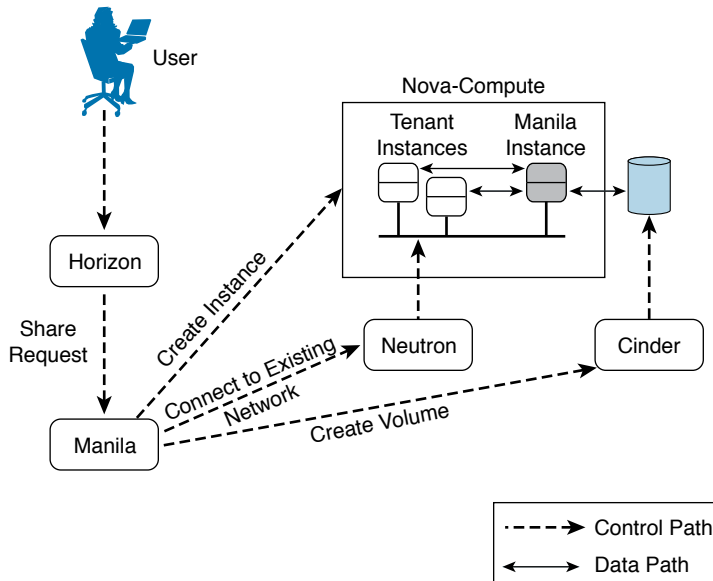 User
Nova-Compute
Tenant
Instances
Manila
Instance
Horizon
Share
Request
Create Instance
Connect to Existing
Network
Neutron
Cinder
Manila
Create Volume
Control Path
Data Path